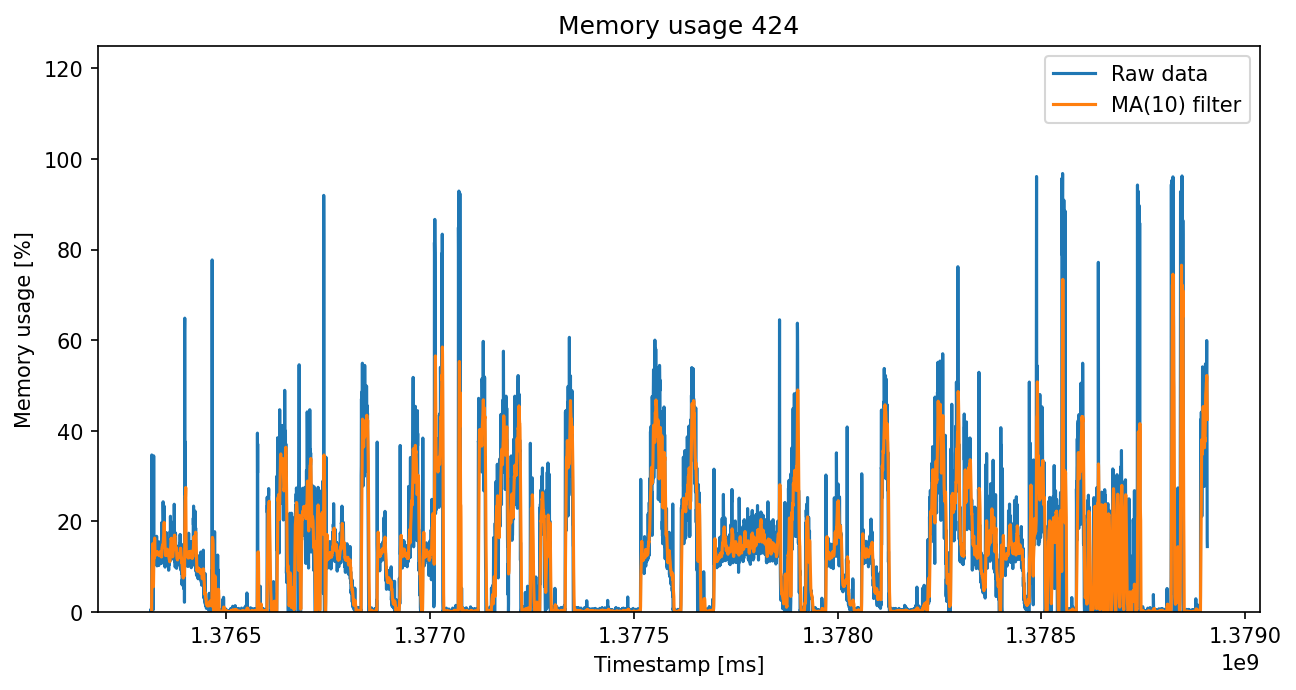 Memory usage 424
Raw data
MA(10) filter
Memory usage [%]
120
100
80
60
40
20
0
1.3765 1.3770 1.3775 1.3780 1.3785 1.3790
1e9
Timestamp [ms]